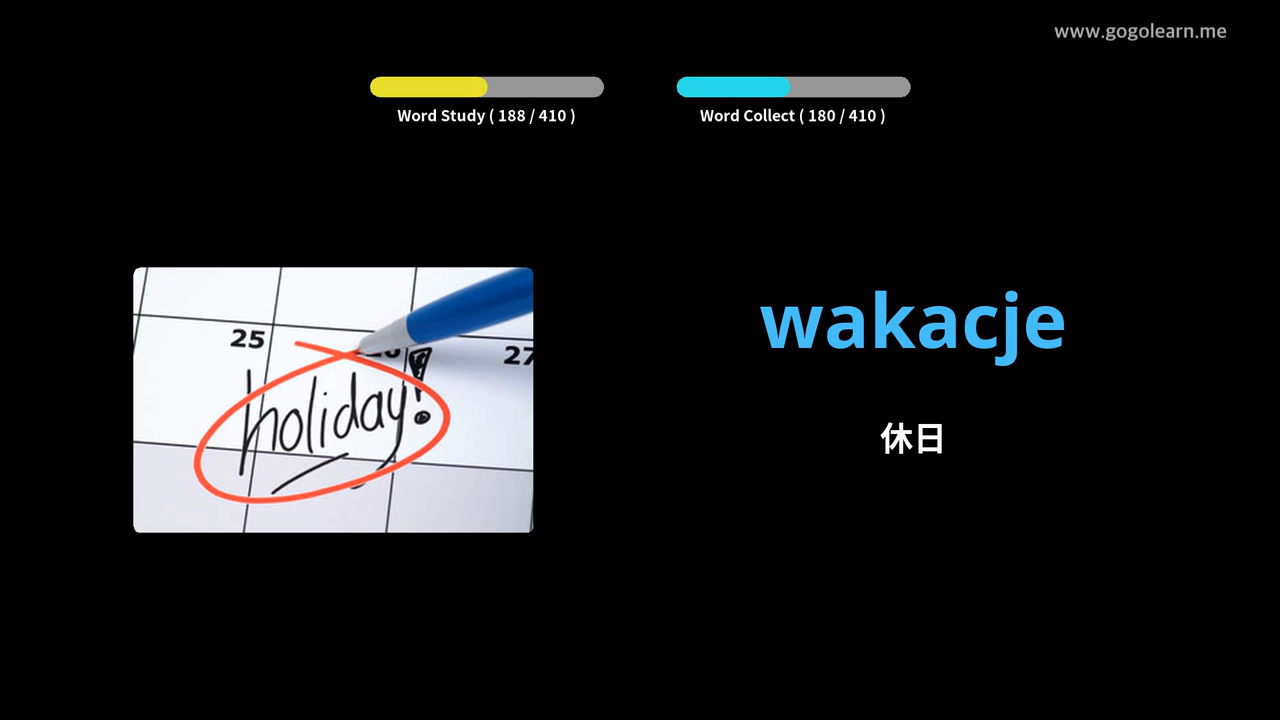 www.gogolearn.me
Word Study ( 188 / 410 )
Word Collect ( 180 / 410 )
25
27
holiday!
wakacje
休日